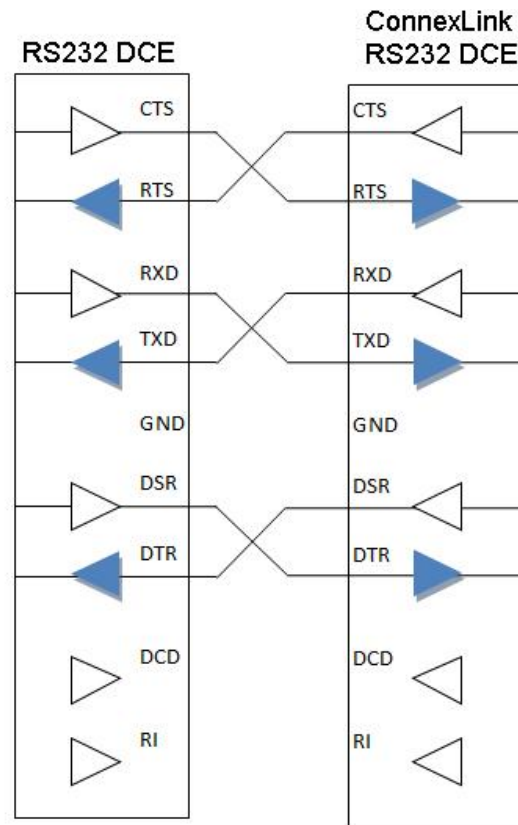 RS232 DCE
ConnexLink
RS232 DCE
CTS
CTS
RTS
RTS
RXD
RXD
TXD
TXD
GND
GND
DSR
DSR
DTR
DTR
DCD
DCD
RI
RI